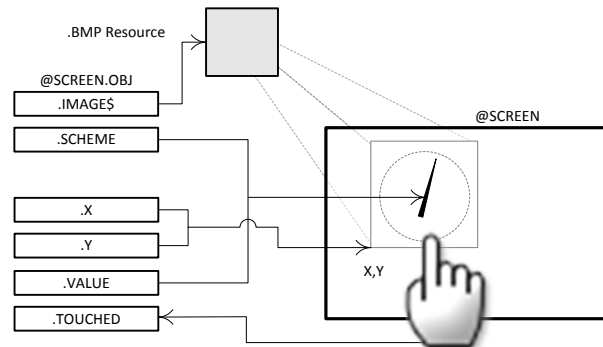 .BMP Resource
@SCREEN.OBJ
.IMAGE$
@SCREEN
.SCHEME
.X
.Y
X,Y
.VALUE
.TOUCHED